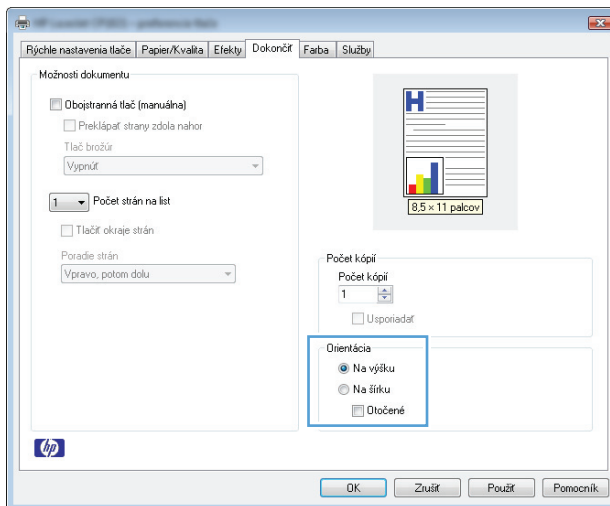 Rýchle nastavenia tlače Papier/Kvalita Efekty Dokončiť Farba Služby
Možnosti dokumentu
Obojstranná tlač (manuálna)
Preklápať strany zdola nahor
Tlač brožúr
Vypnúť
1 Počet strán na list
Tlačiť okraje strán
Poradie strán
Vpravo, potom dolu
H
8,5 × 11 palcov
Počet kópií
Počet kópií
1
Usporiadať
Orientácia
Na výšku
Na šírku
Otočené
hp
OK Zrušiť Použiť Pomocník